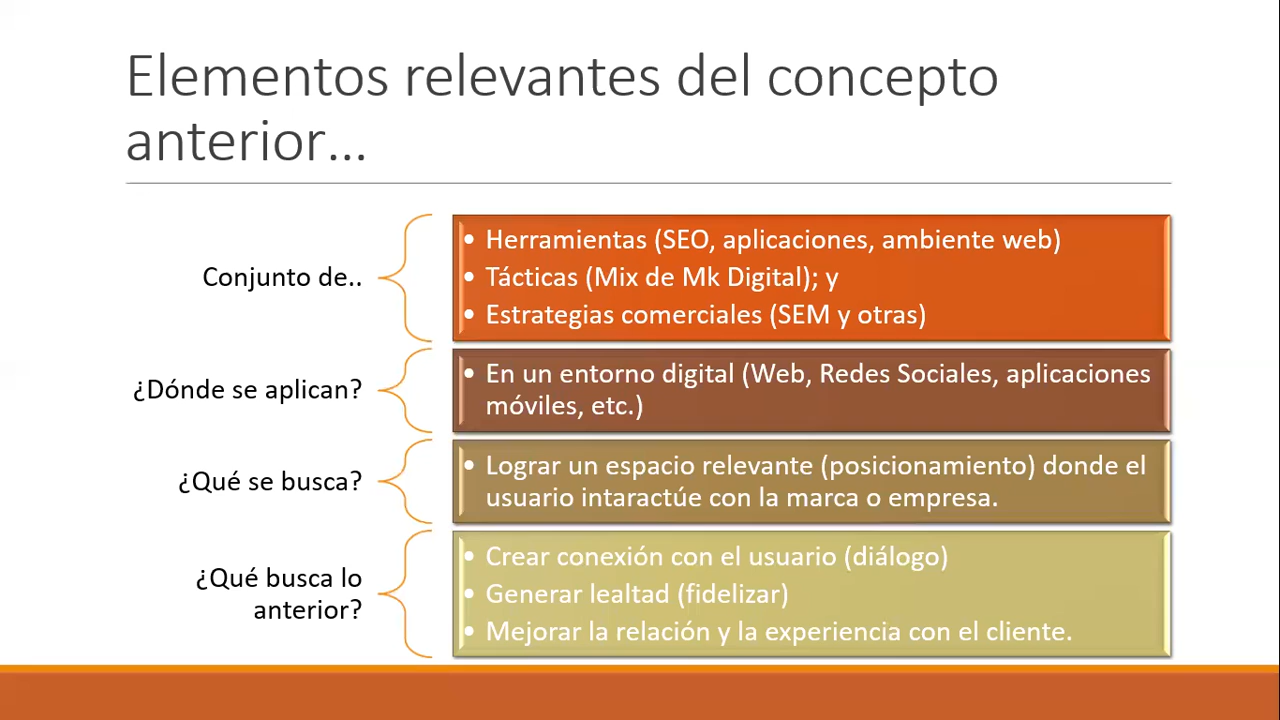 Elementos relevantes del concepto
anterior...
Conjunto de..
• Herramientas (SEO, aplicaciones, ambiente web)
• Tácticas (Mix de Mk Digital); y
• Estrategias comerciales (SEM y otras)
¿Dónde se aplican?
• En un entorno digital (Web, Redes Sociales, aplicaciones
móviles, etc.)
¿Qué se busca?
• Lograr un espacio relevante (posicionamiento) donde el
usuario intaractúe con la marca o empresa.
¿Qué busca lo
anterior?
• Crear conexión con el usuario (diálogo)
• Generar lealtad (fidelizar)
• Mejorar la relación y la experiencia con el cliente.